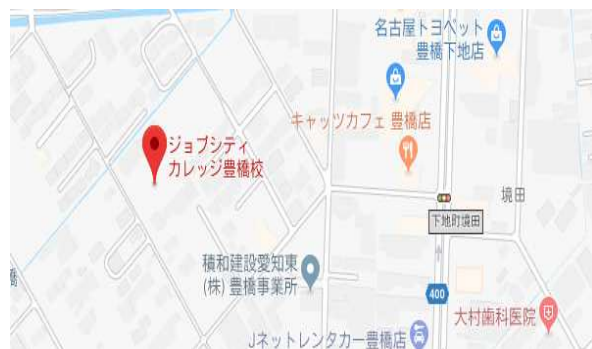 名古屋トヨペット
豊橋下地店
キャッツカフェ 豊橋店
ジョブシティ
カレッジ豊橋校
境田
下地町境田
積和建設愛知東
(株) 豊橋事業所
400
大村歯科医院
Jネットレンタカー豊橋店
橋